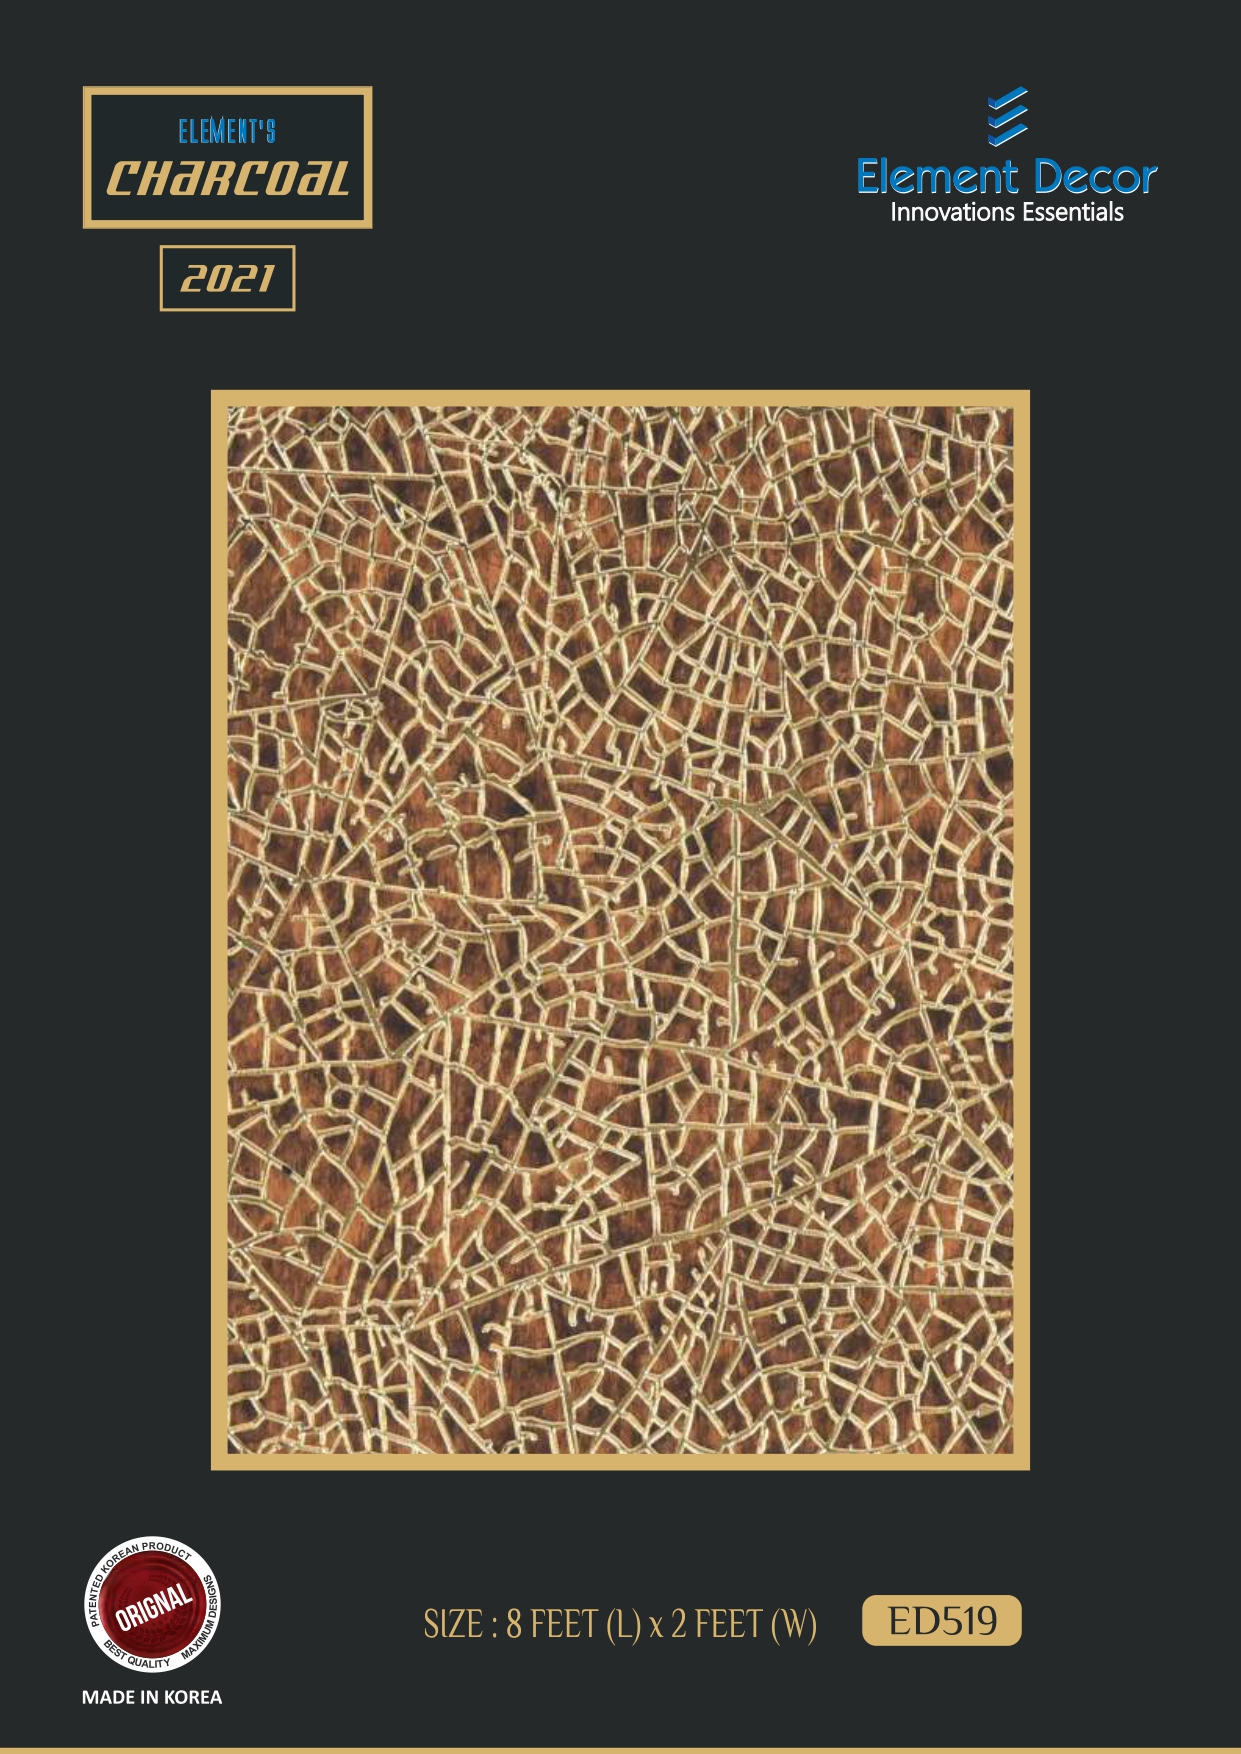 ELEMENT'S
CHARCOAL
2021
Element Decor
Innovations Essentials
PATENTED KOREAN PRODUCT
ORIGNAL
BEST QUALITY
MAXIMUM DESIGNS
MADE IN KOREA
SIZE : 8 FEET (L) x 2 FEET (W)
ED519